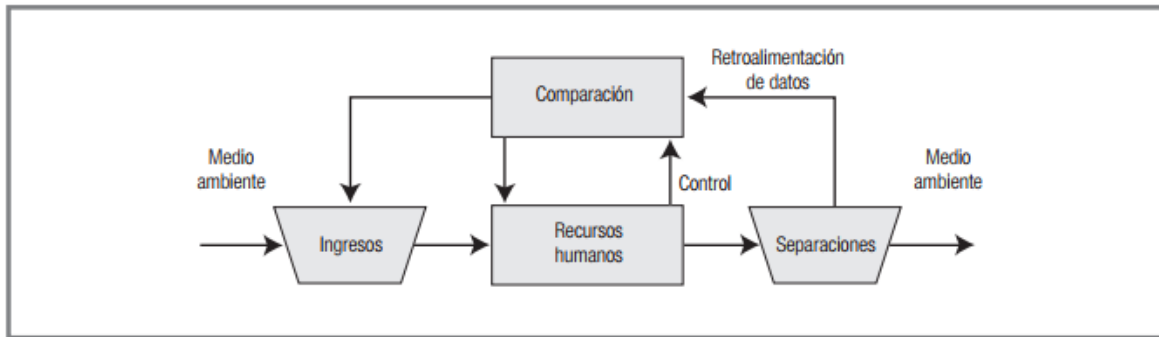 Retroalimentación
de datos
Comparación
Medio
ambiente
Control
Medio
ambiente
Ingresos
Recursos
humanos
Separaciones